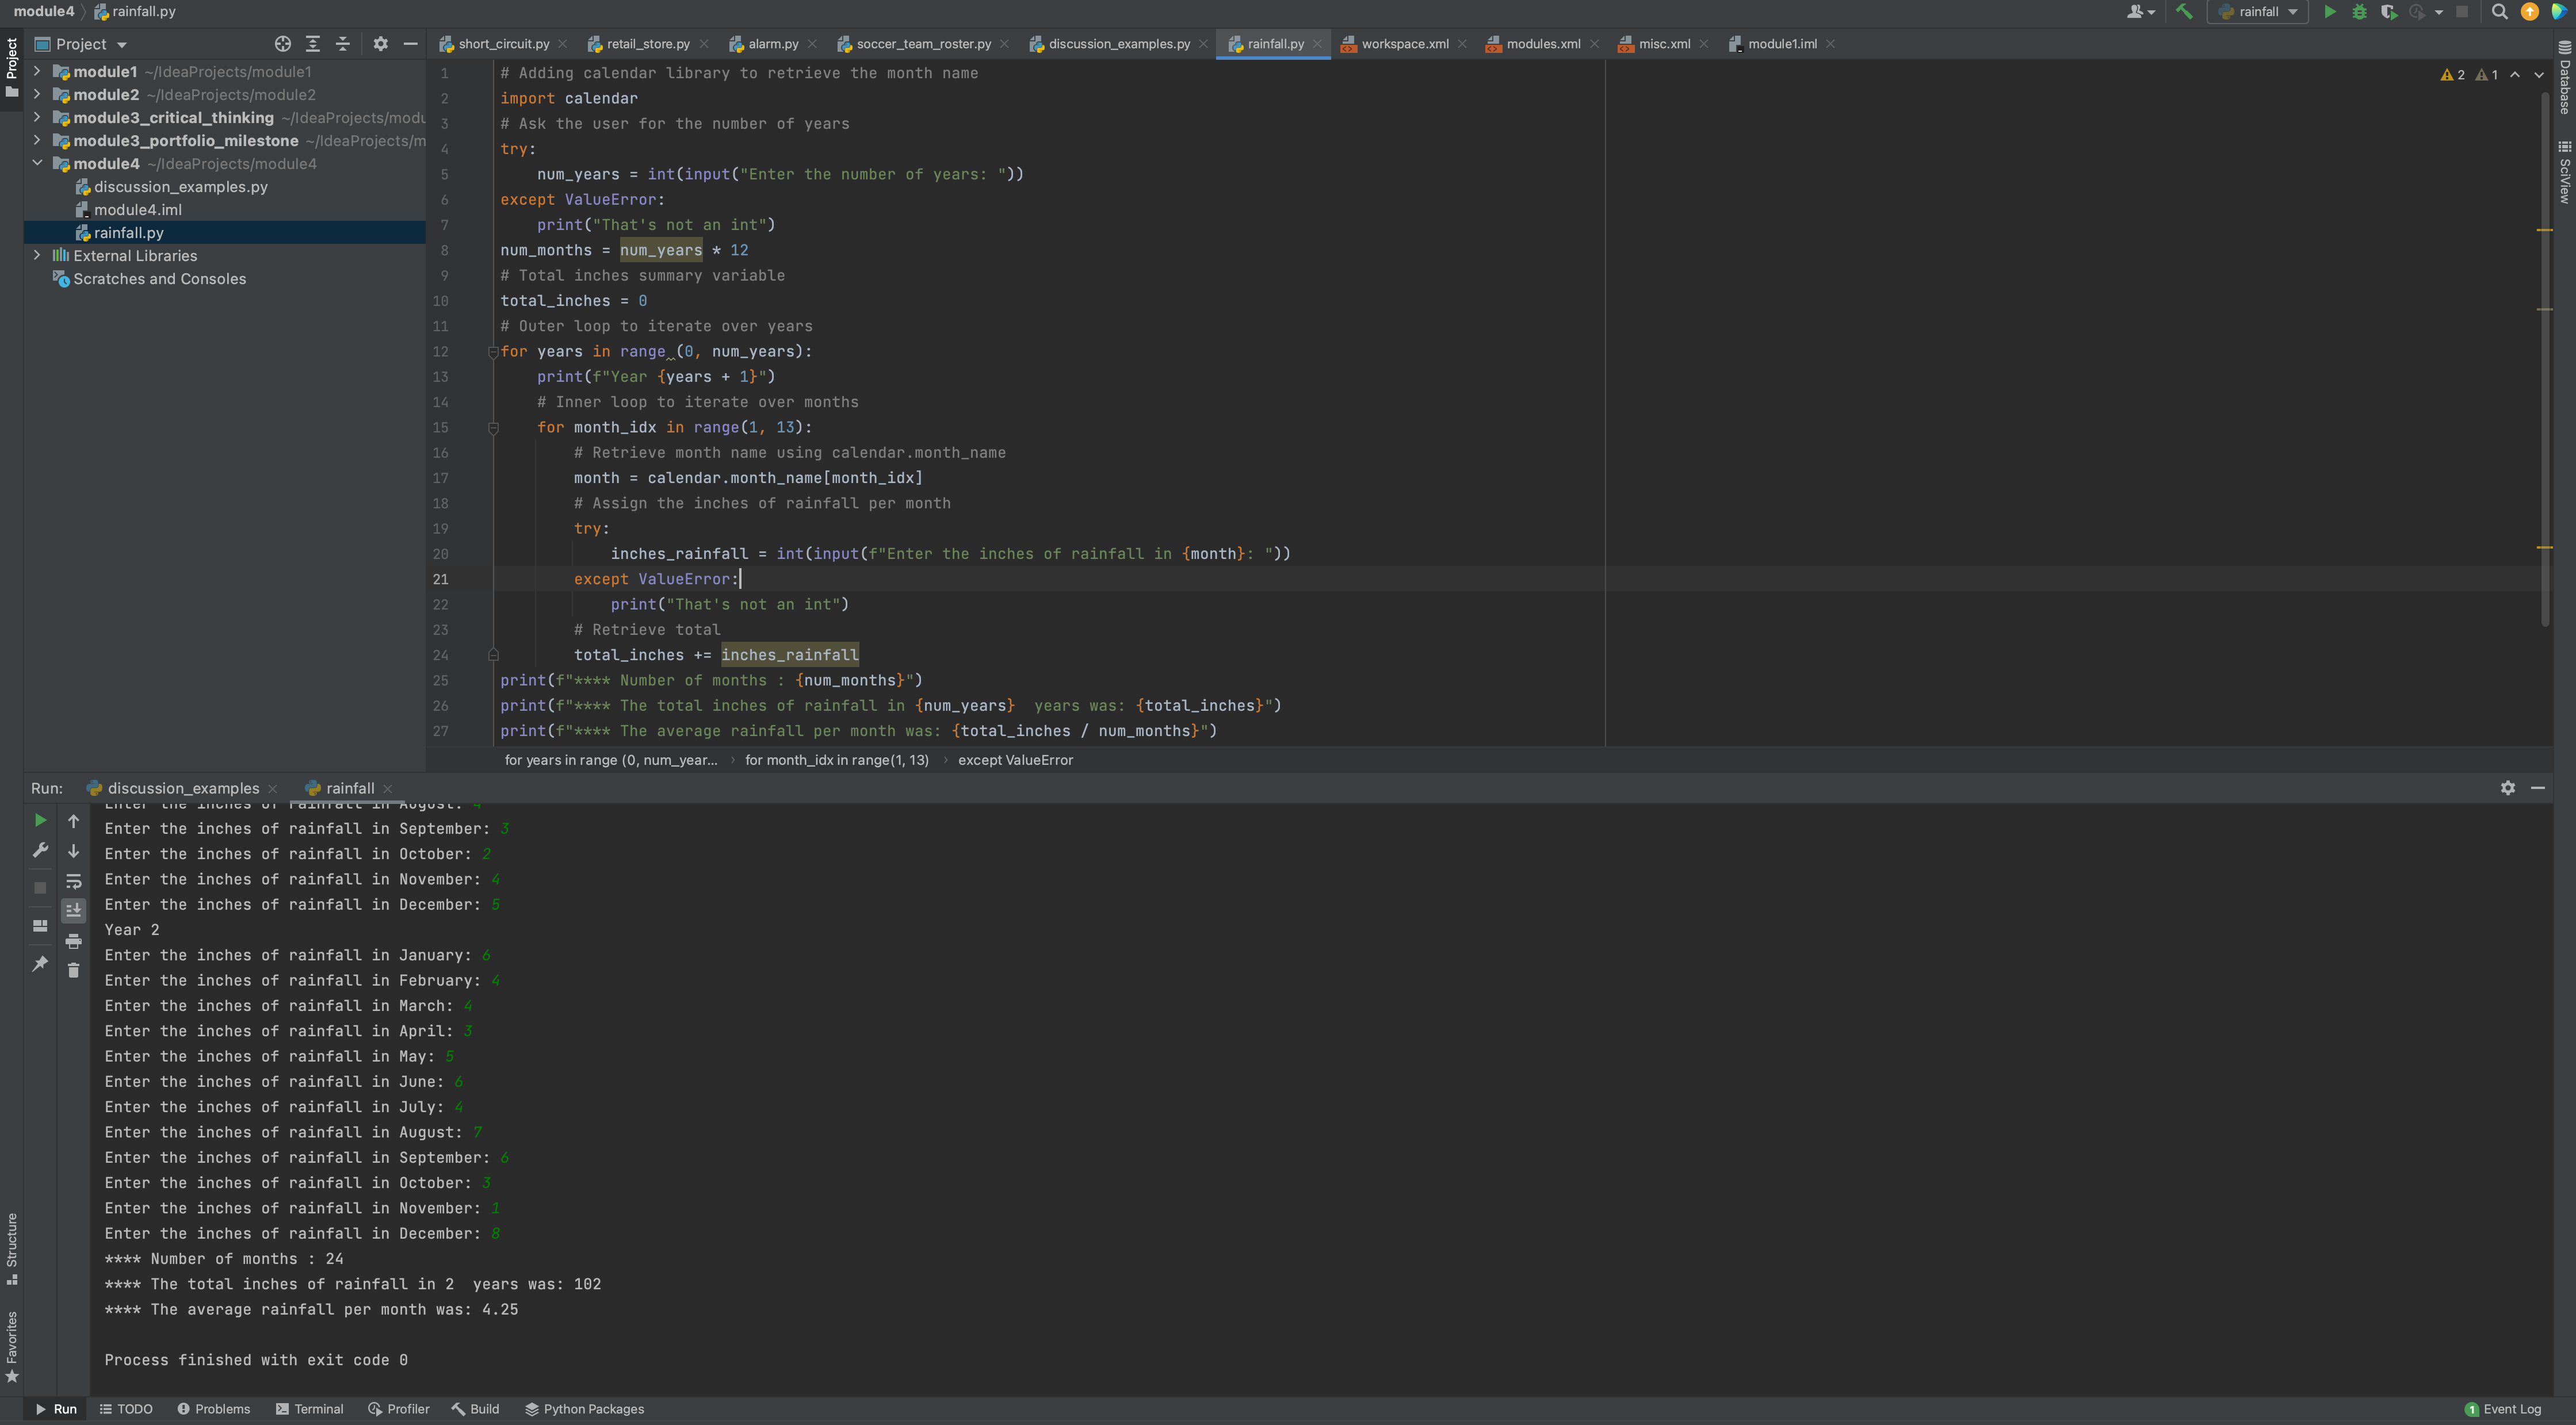 module4 rainfall.py
rainfall
Project
Project
short_circuit.py
retail_store.py
alarm.py
soccer_team_roster.py
discussion_examples.py
rainfall.py
workspace.xml
modules.xml
misc.xml
module1.iml
module1 ~/IdeaProjects/module1
module2 ~/IdeaProjects/module2
module3_critical_thinking ~/IdeaProjects/modu
module3_portfolio_milestone ~/IdeaProjects/m
module4 ~/IdeaProjects/module4
discussion_examples.py
module4.iml
rainfall.py
External Libraries
Scratches and Consoles
2 1
Database
SciView
1 # Adding calendar library to retrieve the month name
2 import calendar
3 # Ask the user for the number of years
4 try:
5     num_years = int(input("Enter the number of years: "))
6 except ValueError:
7     print("That's not an int")
8 num_months = num_years * 12
9 # Total inches summary variable
10 total_inches = 0
11 # Outer loop to iterate over years
12 for years in range (0, num_years):
13     print(f"Year {years + 1}")
14     # Inner loop to iterate over months
15     for month_idx in range(1, 13):
16         # Retrieve month name using calendar.month_name
17         month = calendar.month_name[month_idx]
18         # Assign the inches of rainfall per month
19         try:
20             inches_rainfall = int(input(f"Enter the inches of rainfall in {month}: "))
21         except ValueError:
22             print("That's not an int")
23         # Retrieve total
24         total_inches += inches_rainfall
25 print(f"**** Number of months : {num_months}")
26 print(f"**** The total inches of rainfall in {num_years}  years was: {total_inches}")
27 print(f"**** The average rainfall per month was: {total_inches / num_months}")
for years in range (0, num_year... › for month_idx in range(1, 13) › except ValueError
Run: discussion_examples rainfall
Enter the inches of rainfall in August: 4
Enter the inches of rainfall in September: 3
Enter the inches of rainfall in October: 2
Enter the inches of rainfall in November: 4
Enter the inches of rainfall in December: 5
Year 2
Enter the inches of rainfall in January: 6
Enter the inches of rainfall in February: 4
Enter the inches of rainfall in March: 4
Enter the inches of rainfall in April: 3
Enter the inches of rainfall in May: 5
Enter the inches of rainfall in June: 6
Enter the inches of rainfall in July: 4
Enter the inches of rainfall in August: 7
Enter the inches of rainfall in September: 6
Enter the inches of rainfall in October: 3
Enter the inches of rainfall in November: 1
Enter the inches of rainfall in December: 8
**** Number of months : 24
**** The total inches of rainfall in 2  years was: 102
**** The average rainfall per month was: 4.25
Process finished with exit code 0
Structure
Favorites
Run TODO Problems Terminal Profiler Build Python Packages
1 Event Log